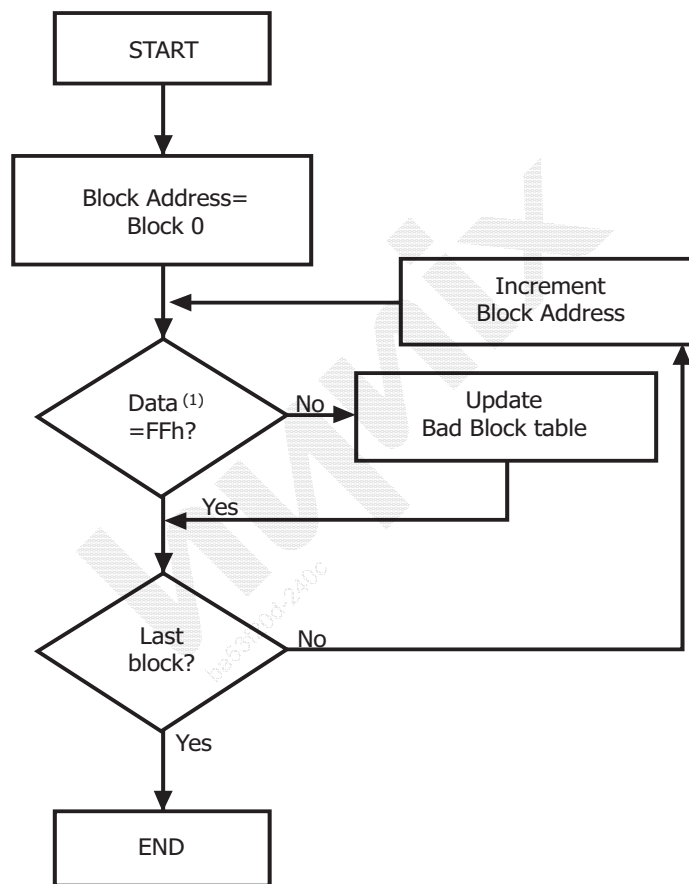 START
Block Address=
Block 0
Increment
Block Address
Data (1)
=FFh?
No
Update
Bad Block table
Yes
Last
block?
No
Yes
END
hynix